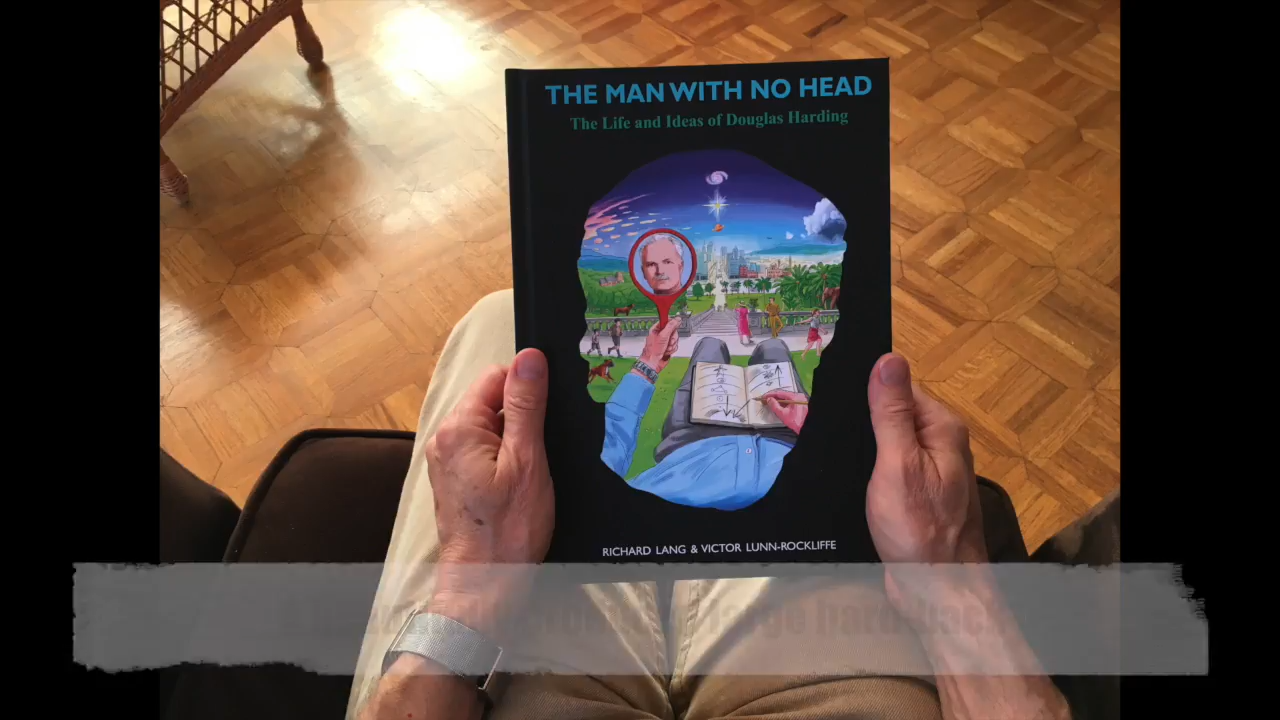 THE MAN WITH NO HEAD
The Life and Ideas of Douglas Harding
RICHARD LANG & VICTOR LUNN-ROCKLIFFE